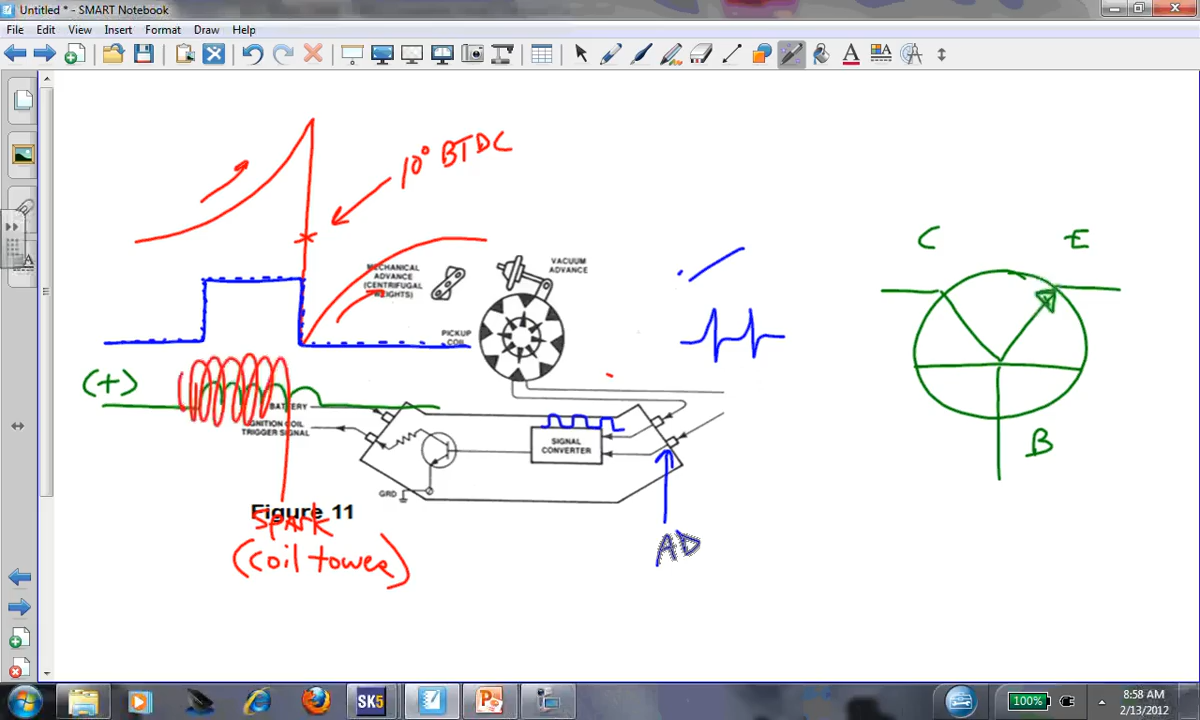 Untitled * - SMART Notebook
File Edit View Insert Format Draw Help
10° BTDC
C
E
MECHANICAL
ADVANCE
(CENTRIFUGAL
WEIGHTS)
VACUUM
ADVANCE
PICKUP
COIL
(+)
BATTERY
IGNITION COIL
TRIGGER SIGNAL
SIGNAL
CONVERTER
B
GRD
Figure 11
SPARK
(coil tower)
AD
SK5
100%
8:58 AM
2/13/2012